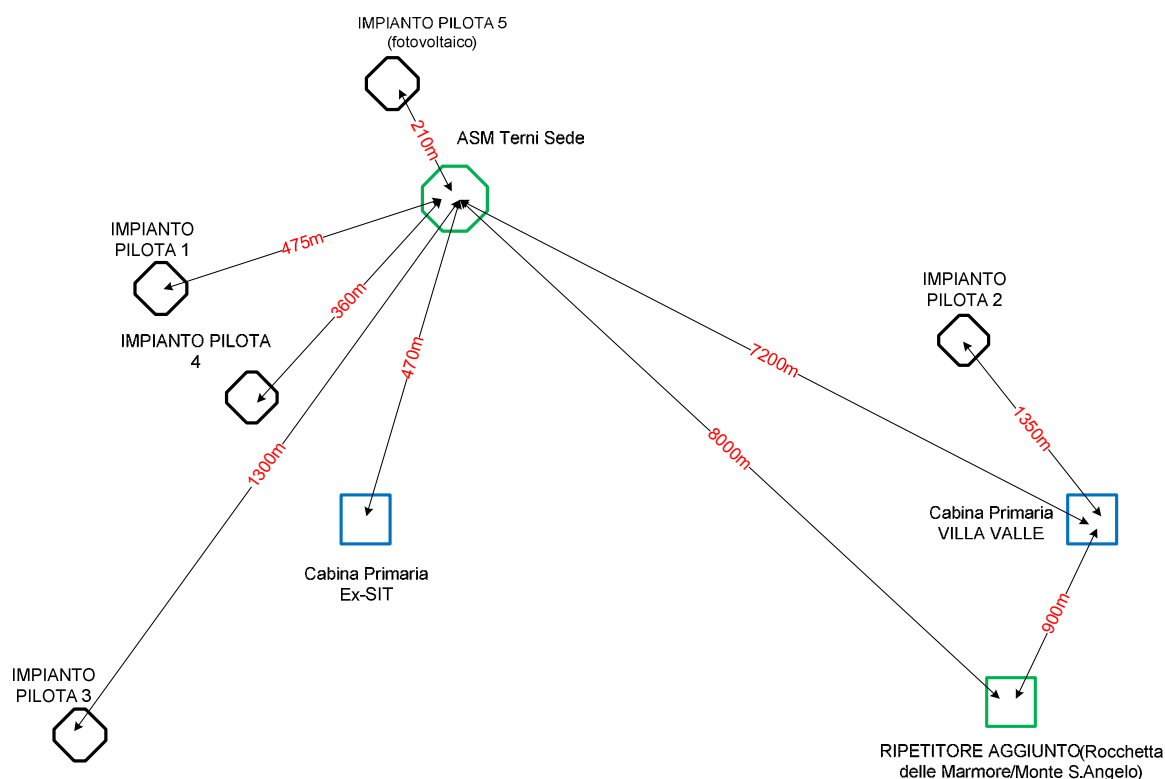 IMPIANTO PILOTA 5
(fotovoltaico)
210m
ASM Terni Sede
IMPIANTO
PILOTA 1
475m
360m
IMPIANTO PILOTA
4
470m
1300m
7200m
8000m
IMPIANTO
PILOTA 2
1350m
Cabina Primaria
VILLA VALLE
Cabina Primaria
Ex-SIT
900m
IMPIANTO
PILOTA 3
RIPETITORE AGGIUNTO(Rocchetta
delle Marmore/Monte S.Angelo)